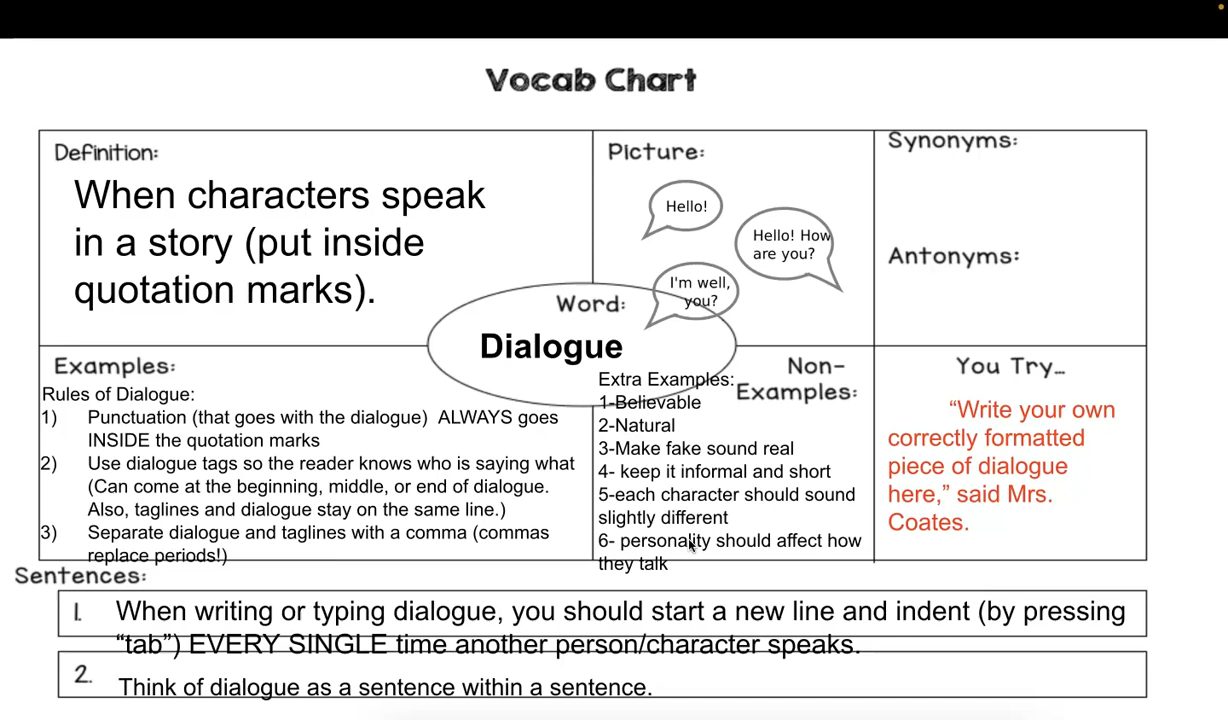 Vocab Chart
Definition:
When characters speak
in a story (put inside
quotation marks).
Picture:
Hello!
Hello! How
are you?
I'm well,
you?
Synonyms:
Antonyms:
Word:
Dialogue
Examples:
Rules of Dialogue:
1) Punctuation (that goes with the dialogue) ALWAYS goes
INSIDE the quotation marks
2) Use dialogue tags so the reader knows who is saying what
(Can come at the beginning, middle, or end of dialogue.
Also, taglines and dialogue stay on the same line.)
3) Separate dialogue and taglines with a comma (commas
replace periods!)
Non-
Examples:
Extra Examples:
1-Believable
2-Natural
3-Make fake sound real
4- keep it informal and short
5-each character should sound
slightly different
6- personality should affect how
they talk
You Try...
“Write your own
correctly formatted
piece of dialogue
here,” said Mrs.
Coates.
Sentences:
1. When writing or typing dialogue, you should start a new line and indent (by pressing
“tab”) EVERY SINGLE time another person/character speaks.
2. Think of dialogue as a sentence within a sentence.